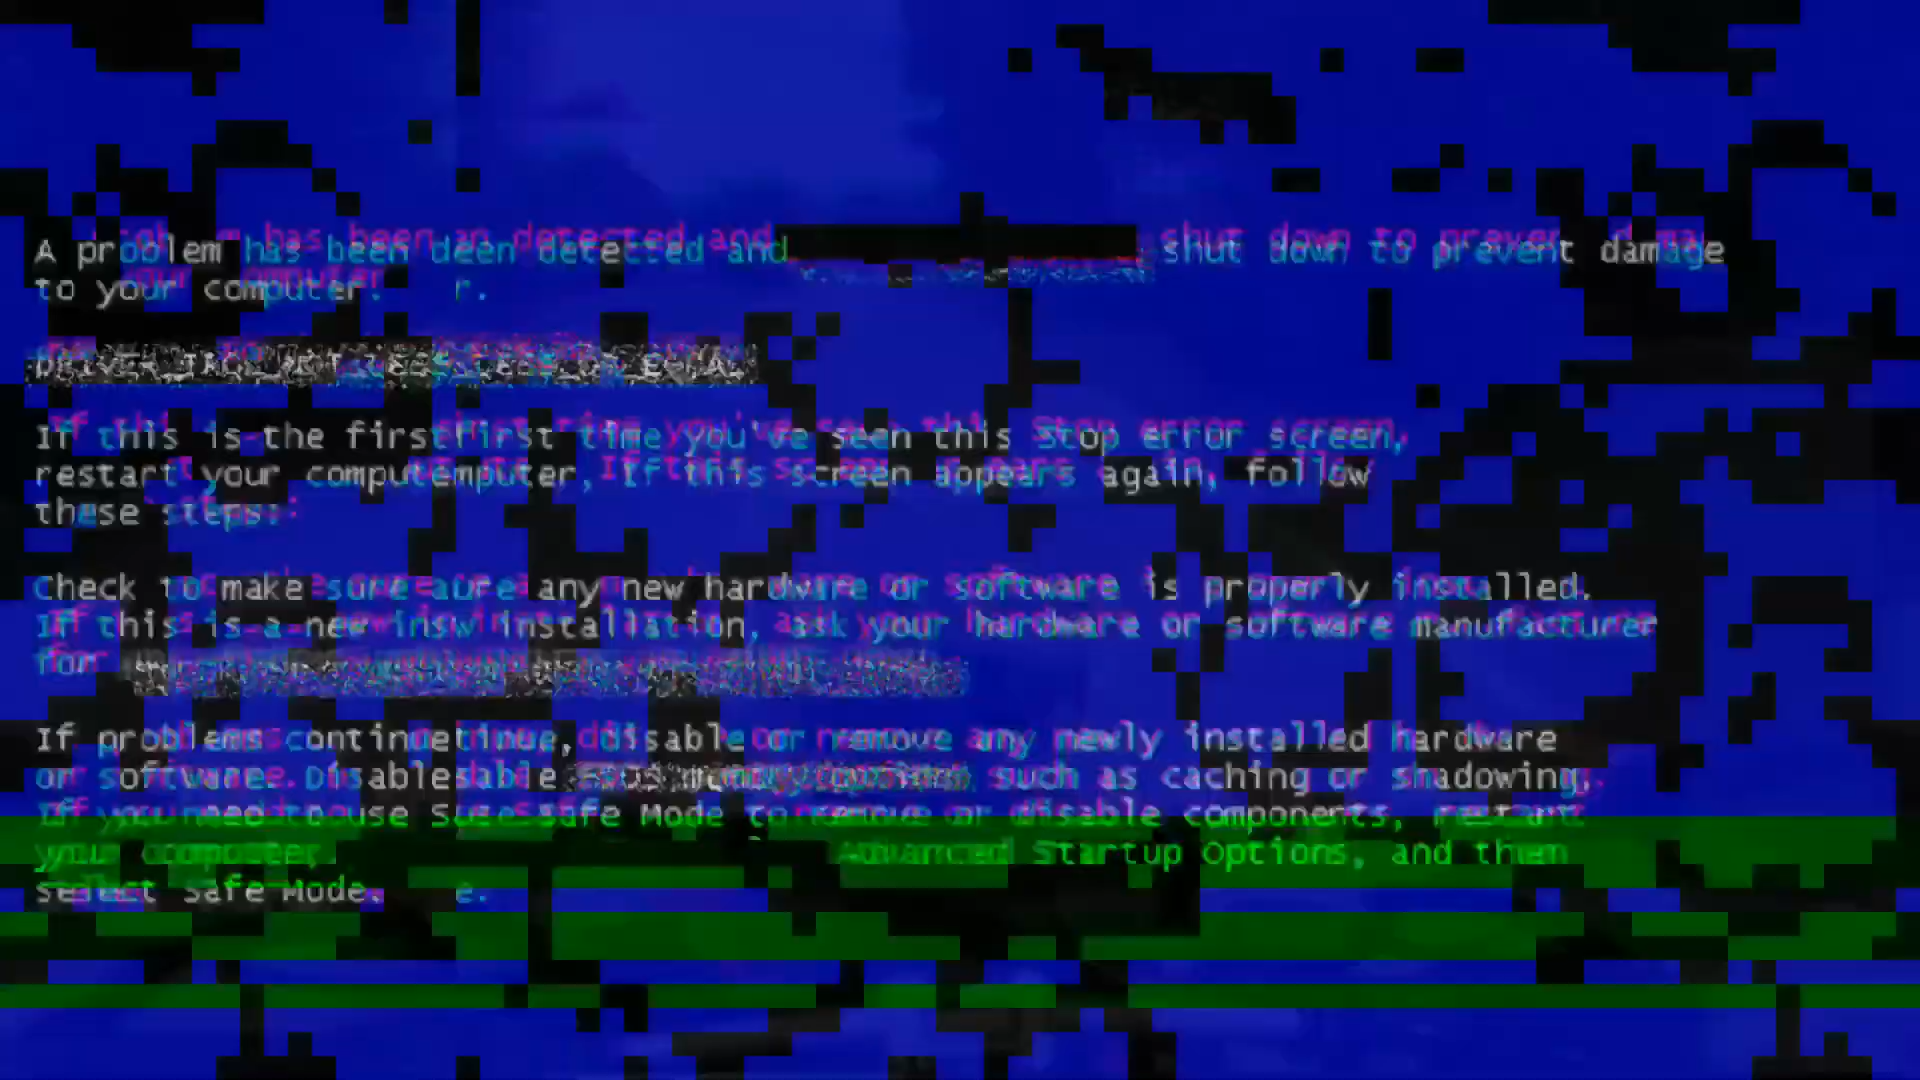 A problem has been deen detected and shut down to prevent damage
to your computer. r.
If this is the firstfirst time you've seen this Stop error screen,
restart your computemputer, If this screen appears again, follow
these steps:
Check to make sure aure any new hardware or software is properly installed.
If this is a new insw installation, ask your hardware or software manufacturer
for
If problems continuetinue, disable or remove any newly installed hardware
or software. Disablesable such as caching or shadowing.
If you need to use Safe Mode to remove or disable components, restart
your computer, Advanced Startup Options, and then
select Safe Mode. e.